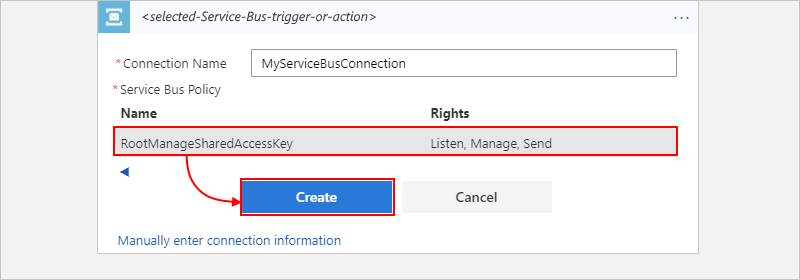 <selected-Service-Bus-trigger-or-action>
...
* Connection Name MyServiceBusConnection
* Service Bus Policy
Name Rights
RootManageSharedAccessKey Listen, Manage, Send
Create Cancel
Manually enter connection information